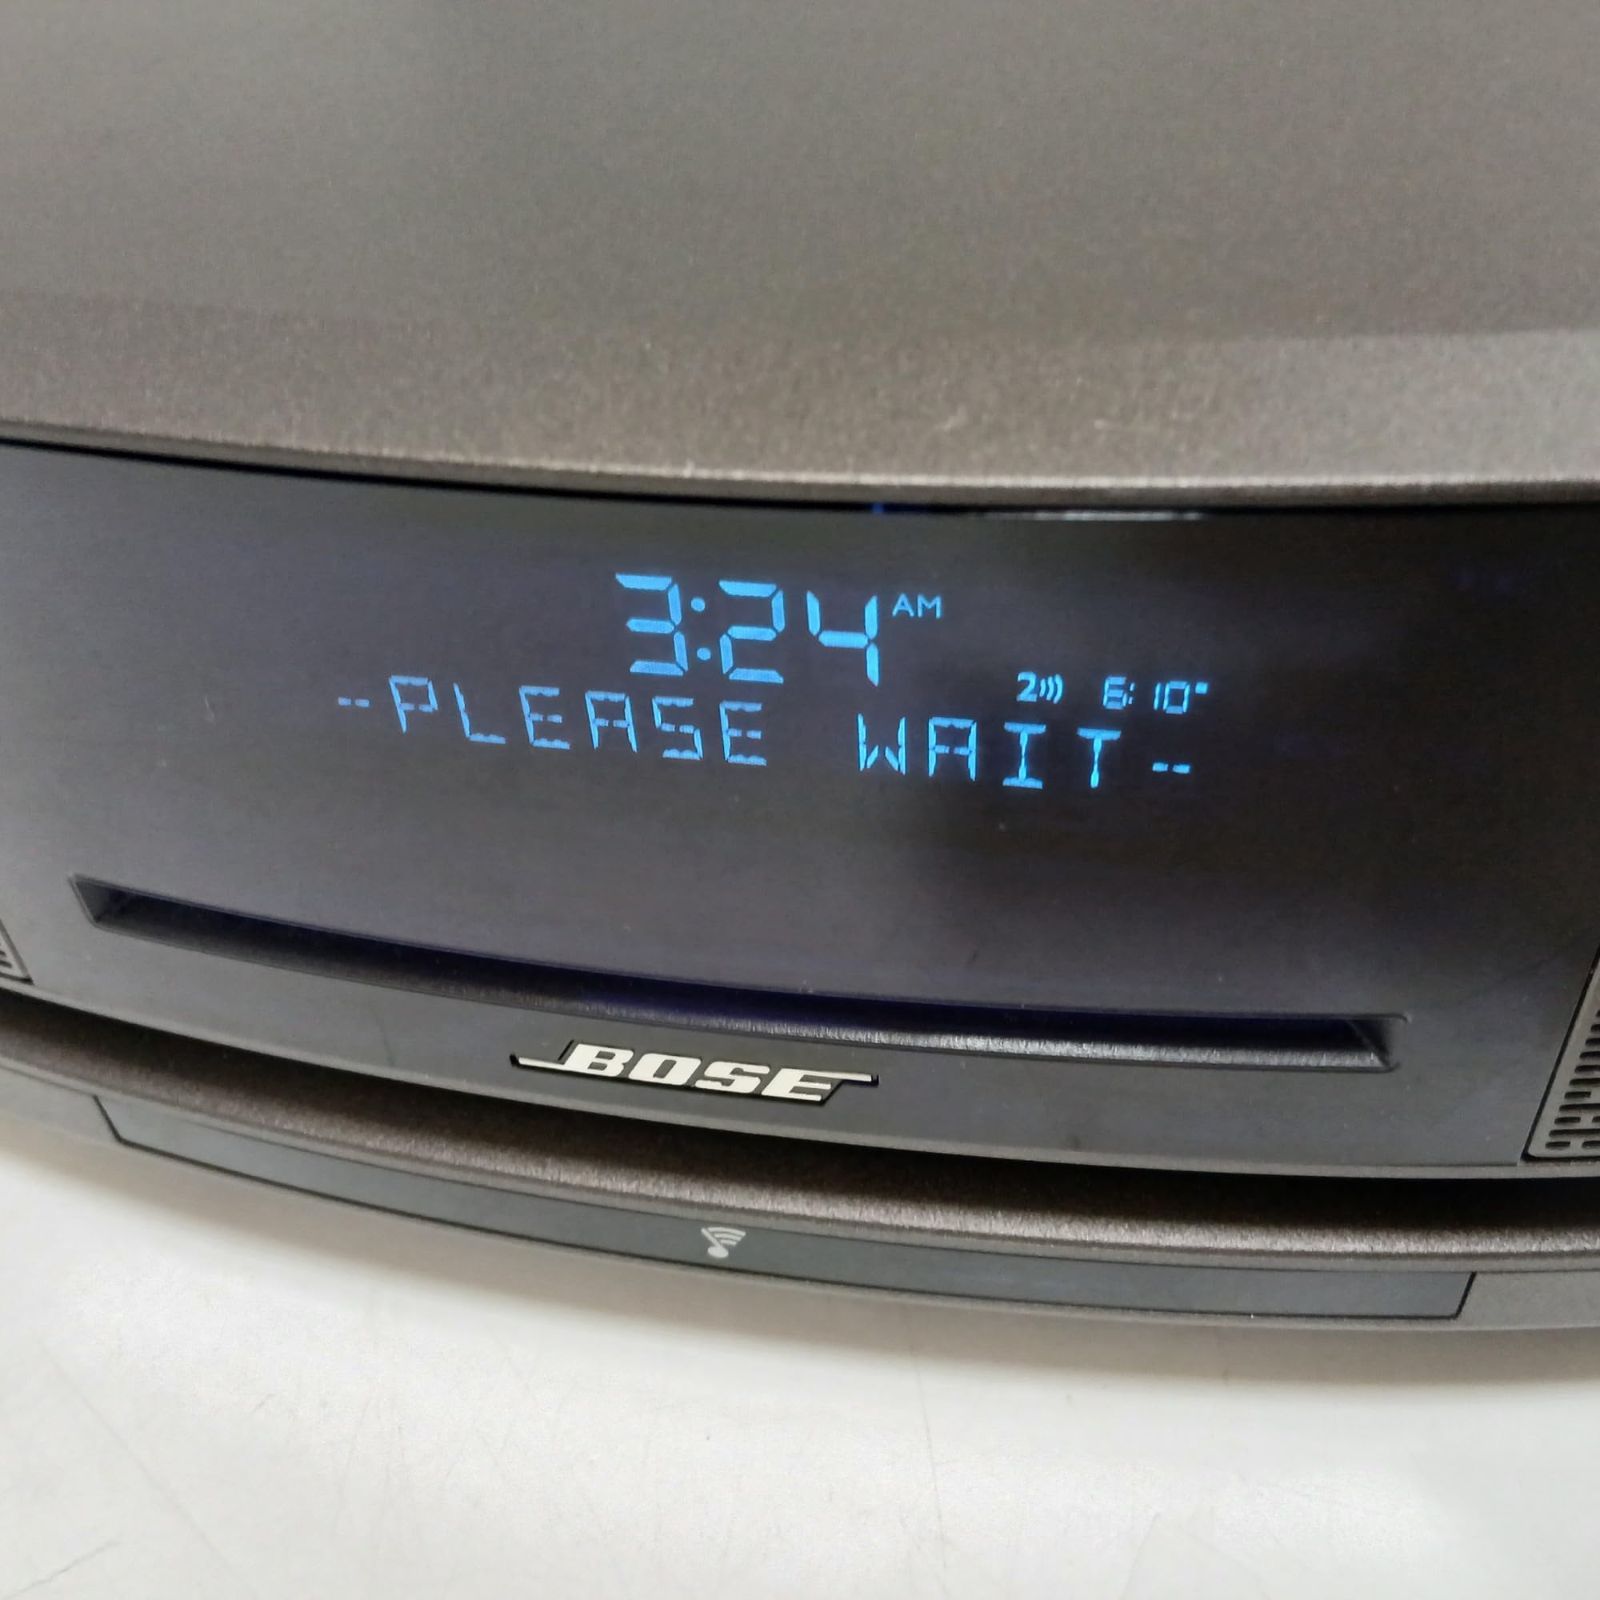 3:24 AM
2 6:10
--PLEASE WAIT--
BOSE